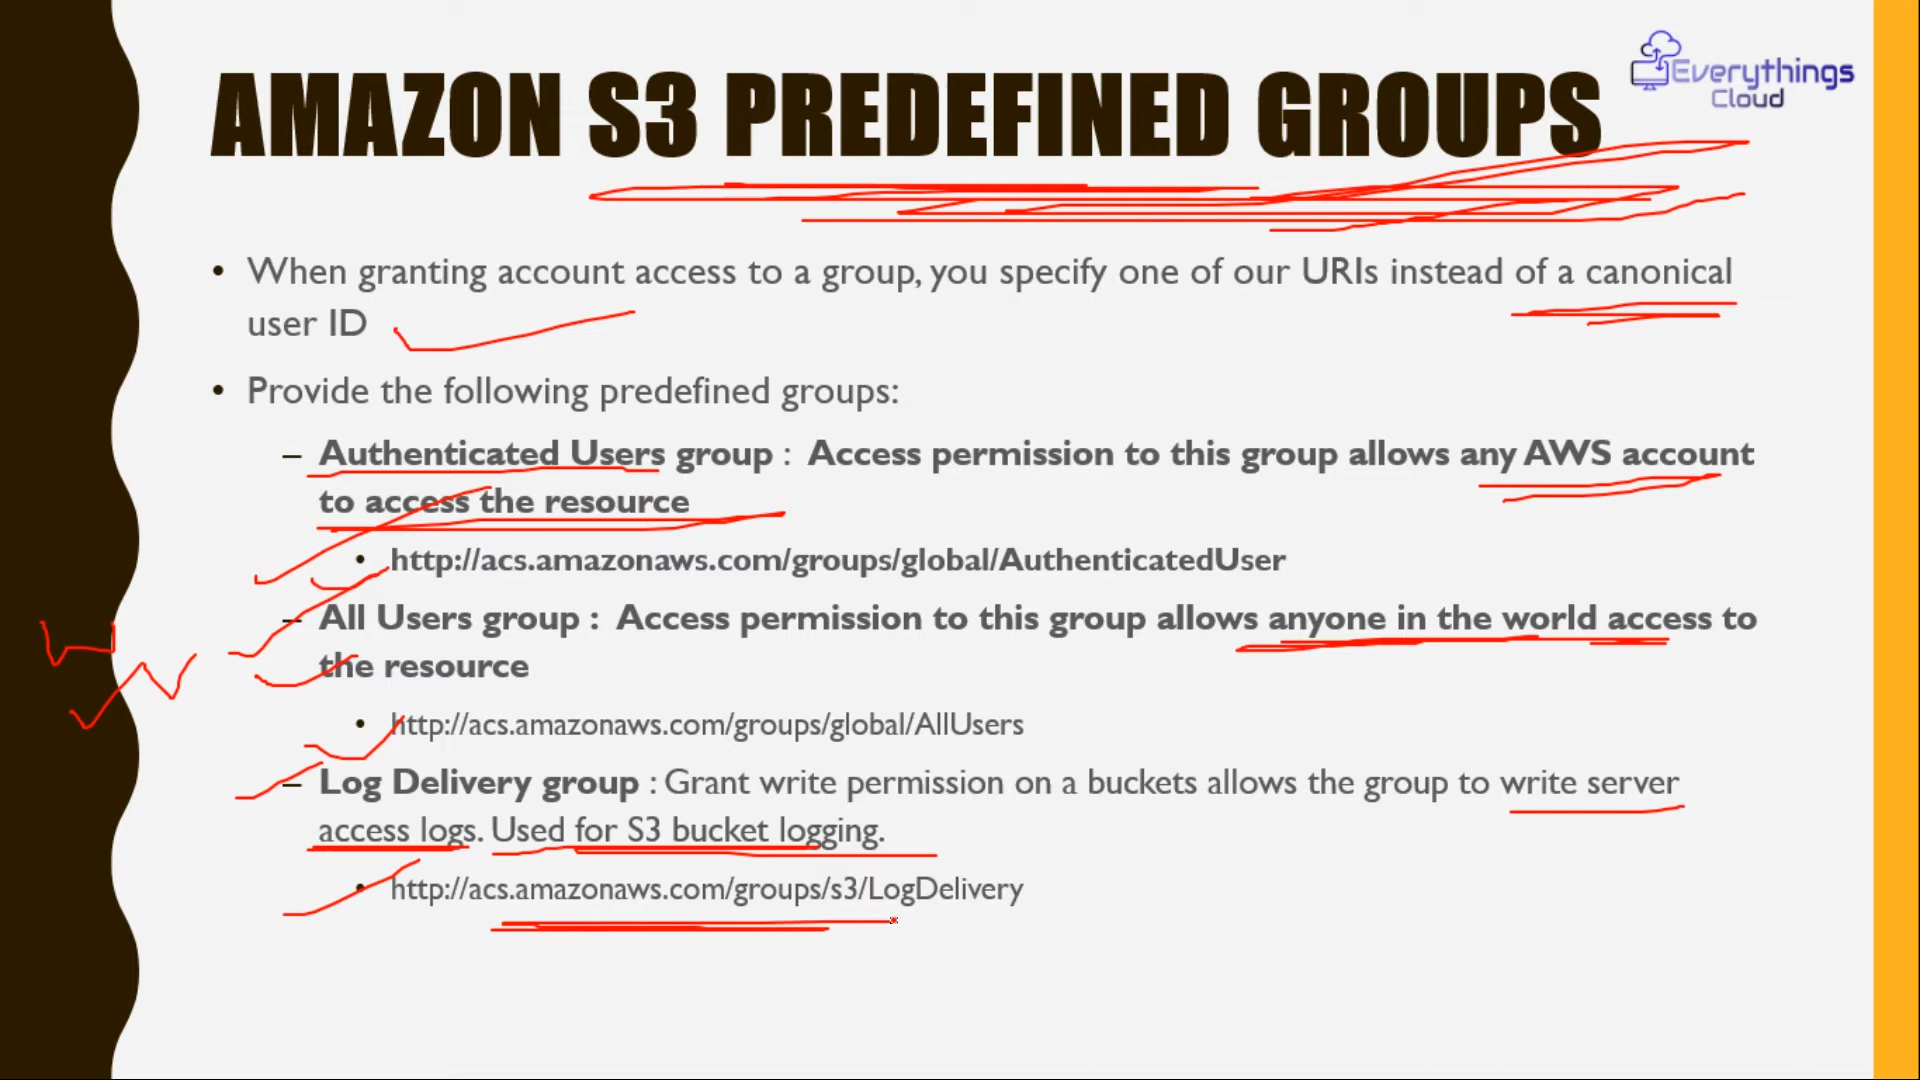 Everythings
Cloud
AMAZON S3 PREDEFINED GROUPS
• When granting account access to a group, you specify one of our URIs instead of a canonical
user ID
• Provide the following predefined groups:
– Authenticated Users group : Access permission to this group allows any AWS account
to access the resource
• http://acs.amazonaws.com/groups/global/AuthenticatedUser
– All Users group : Access permission to this group allows anyone in the world access to
the resource
• http://acs.amazonaws.com/groups/global/AllUsers
– Log Delivery group : Grant write permission on a buckets allows the group to write server
access logs. Used for S3 bucket logging.
• http://acs.amazonaws.com/groups/s3/LogDelivery